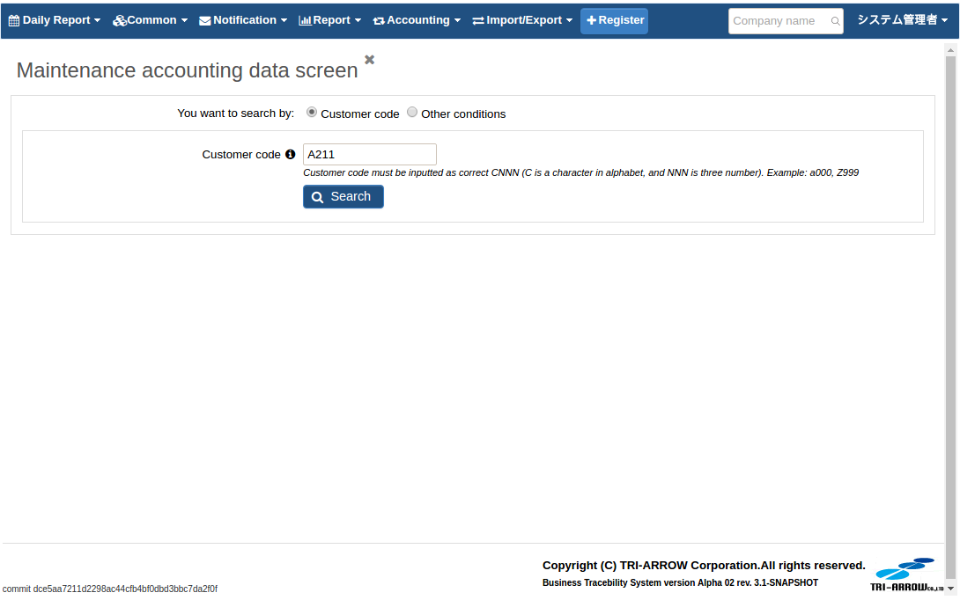 Daily Report Common Notification Report Accounting Import/Export Register Company name システム管理者
Maintenance accounting data screen
You want to search by: Customer code Other conditions
Customer code A211
Customer code must be inputted as correct CNNN (C is a character in alphabet, and NNN is three number). Example: a000, Z999
Search
Copyright (C) TRI-ARROW Corporation.All rights reserved.
Business Tracebility System version Alpha 02 rev. 3.1-SNAPSHOT
TRI-ARROW CO.,LTD
commit dce5aa7211d2298ac44cfb4bf0dbd3bbc7da2f0f